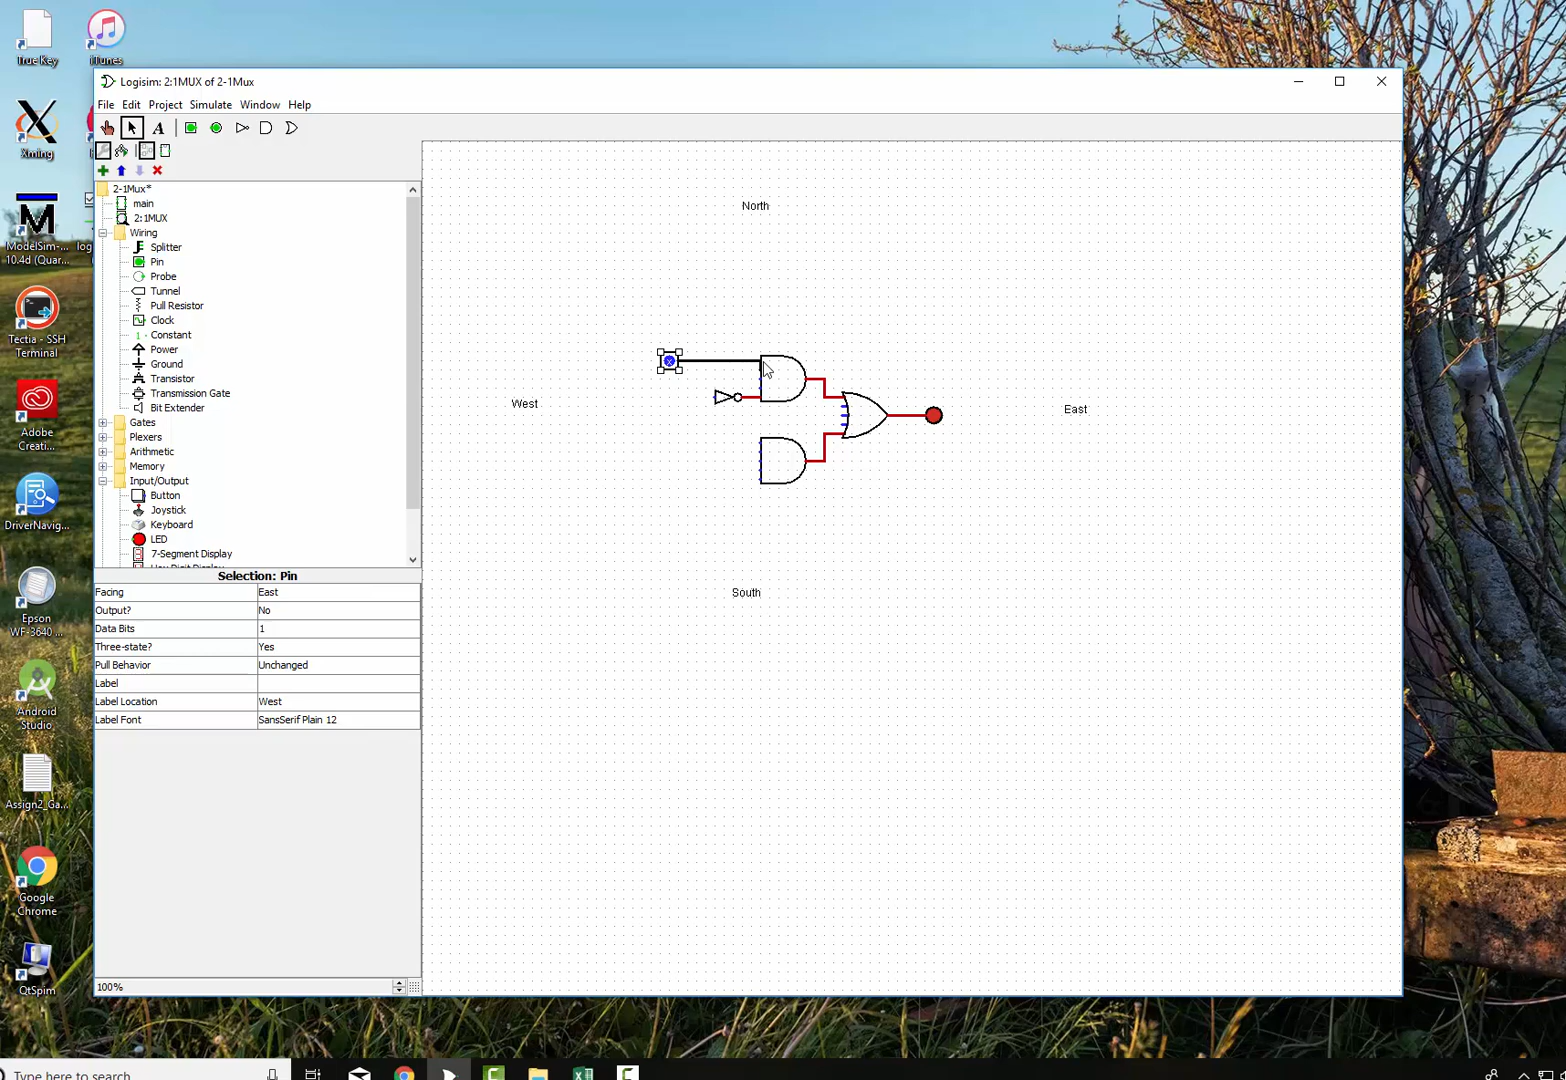 True Key
iTunes
Xming
ModelSim-...
10.4d (Quar...
log
Tectia - SSH
Terminal
Adobe
Creati...
DriverNavig...
Epson
WF-3640 ...
Android
Studio
Assign2_Ga...
Google
Chrome
QtSpim
Logisim: 2:1MUX of 2-1Mux
File Edit Project Simulate Window Help
A
2-1Mux*
main
2:1MUX
Wiring
Splitter
Pin
Probe
Tunnel
Pull Resistor
Clock
Constant
Power
Ground
Transistor
Transmission Gate
Bit Extender
Gates
Plexers
Arithmetic
Memory
Input/Output
Button
Joystick
Keyboard
LED
7-Segment Display
Hex Digit Display
Selection: Pin
Facing East
Output? No
Data Bits 1
Three-state? Yes
Pull Behavior Unchanged
Label
Label Location West
Label Font SansSerif Plain 12
100%
North
West
East
South
x
Type here to search